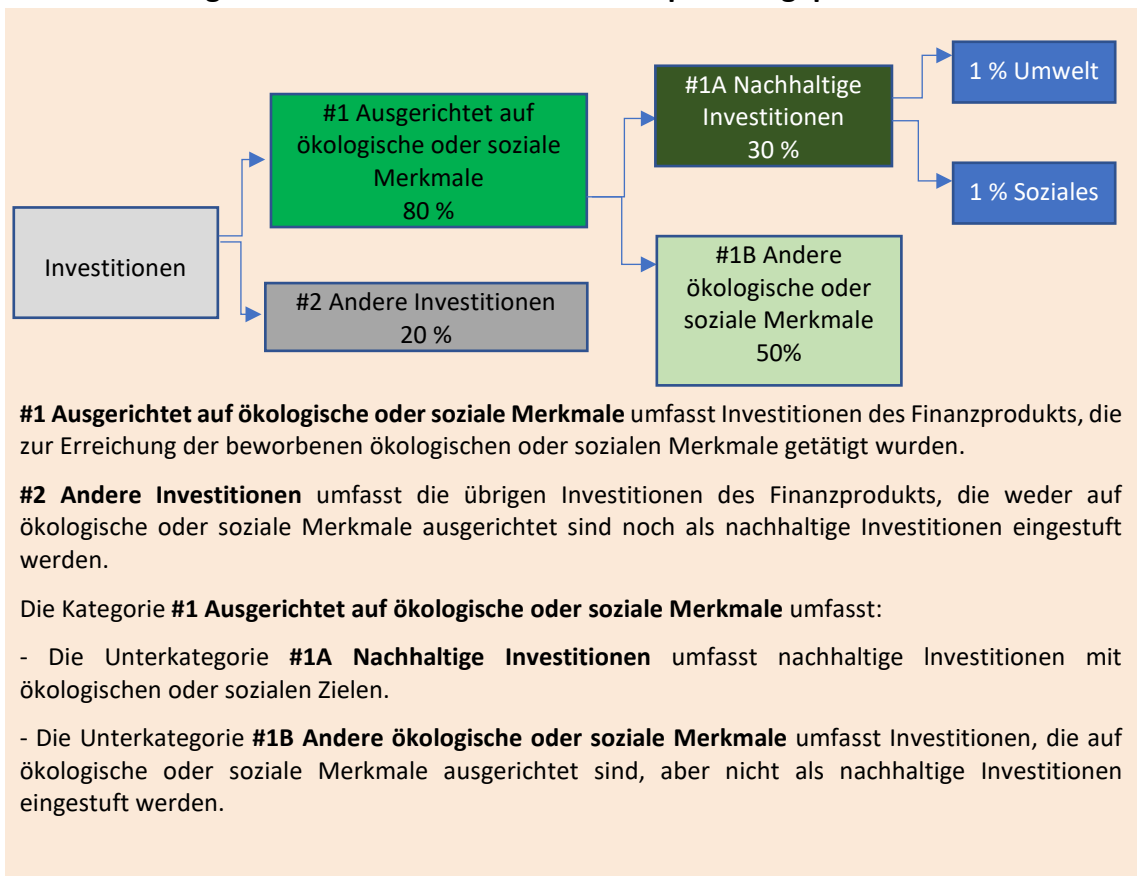 1 % Umwelt
#1A Nachhaltige
Investitionen
30 %
#1 Ausgerichtet auf
ökologische oder soziale
Merkmale
80 %
1 % Soziales
Investitionen
#1B Andere
ökologische oder
soziale Merkmale
50%
#2 Andere Investitionen
20 %
#1 Ausgerichtet auf ökologische oder soziale Merkmale umfasst Investitionen des Finanzprodukts, die
zur Erreichung der beworbenen ökologischen oder sozialen Merkmale getätigt wurden.
#2 Andere Investitionen umfasst die übrigen Investitionen des Finanzprodukts, die weder auf
ökologische oder soziale Merkmale ausgerichtet sind noch als nachhaltige Investitionen eingestuft
werden.
Die Kategorie #1 Ausgerichtet auf ökologische oder soziale Merkmale umfasst:
- Die Unterkategorie #1A Nachhaltige Investitionen umfasst nachhaltige Investitionen mit
ökologischen oder sozialen Zielen.
- Die Unterkategorie #1B Andere ökologische oder soziale Merkmale umfasst Investitionen, die auf
ökologische oder soziale Merkmale ausgerichtet sind, aber nicht als nachhaltige Investitionen
eingestuft werden.